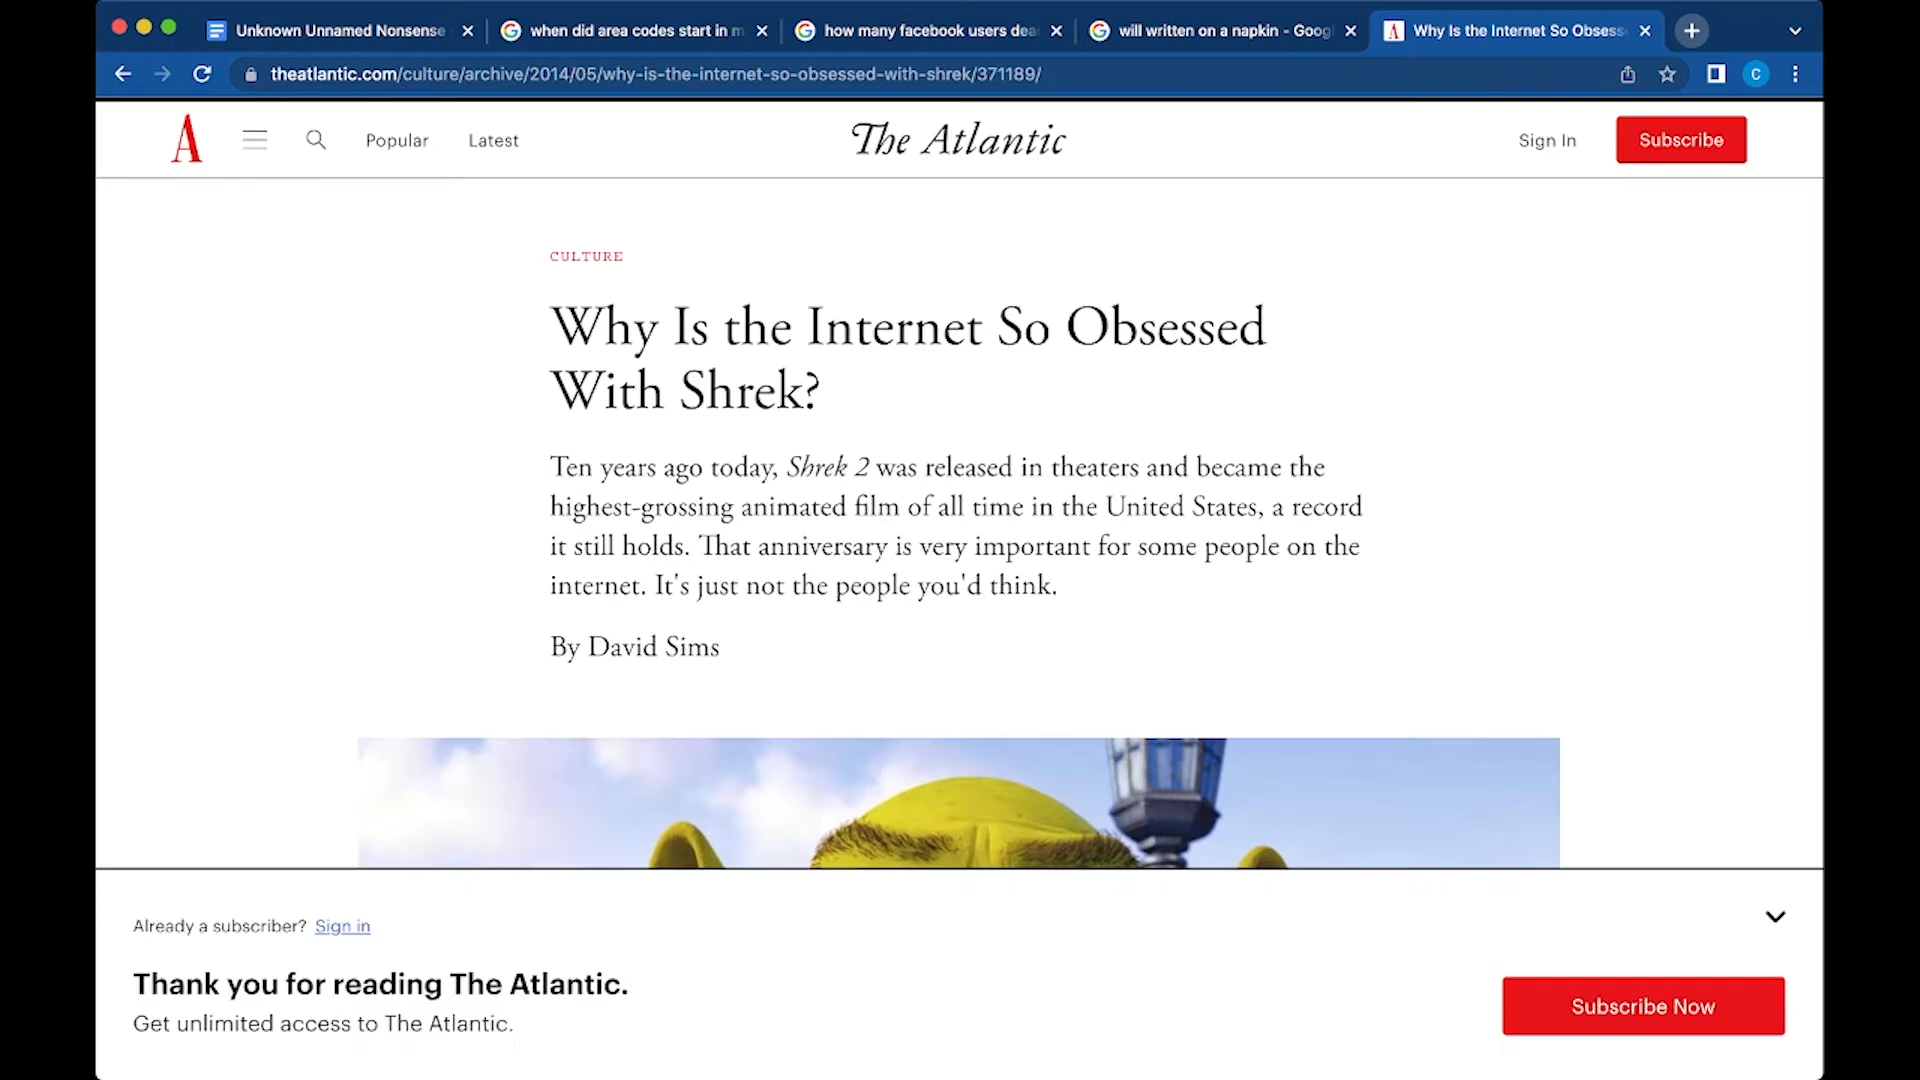 Unknown Unnamed Nonsense
when did area codes start in m
how many facebook users dea
will written on a napkin - Goog
Why Is the Internet So Obsess
theatlantic.com/culture/archive/2014/05/why-is-the-internet-so-obsessed-with-shrek/371189/
C
A
Popular
Latest
The Atlantic
Sign In
Subscribe
CULTURE
Why Is the Internet So Obsessed
With Shrek?
Ten years ago today, Shrek 2 was released in theaters and became the
highest-grossing animated film of all time in the United States, a record
it still holds. That anniversary is very important for some people on the
internet. It's just not the people you'd think.
By David Sims
Already a subscriber? Sign in
Thank you for reading The Atlantic.
Get unlimited access to The Atlantic.
Subscribe Now